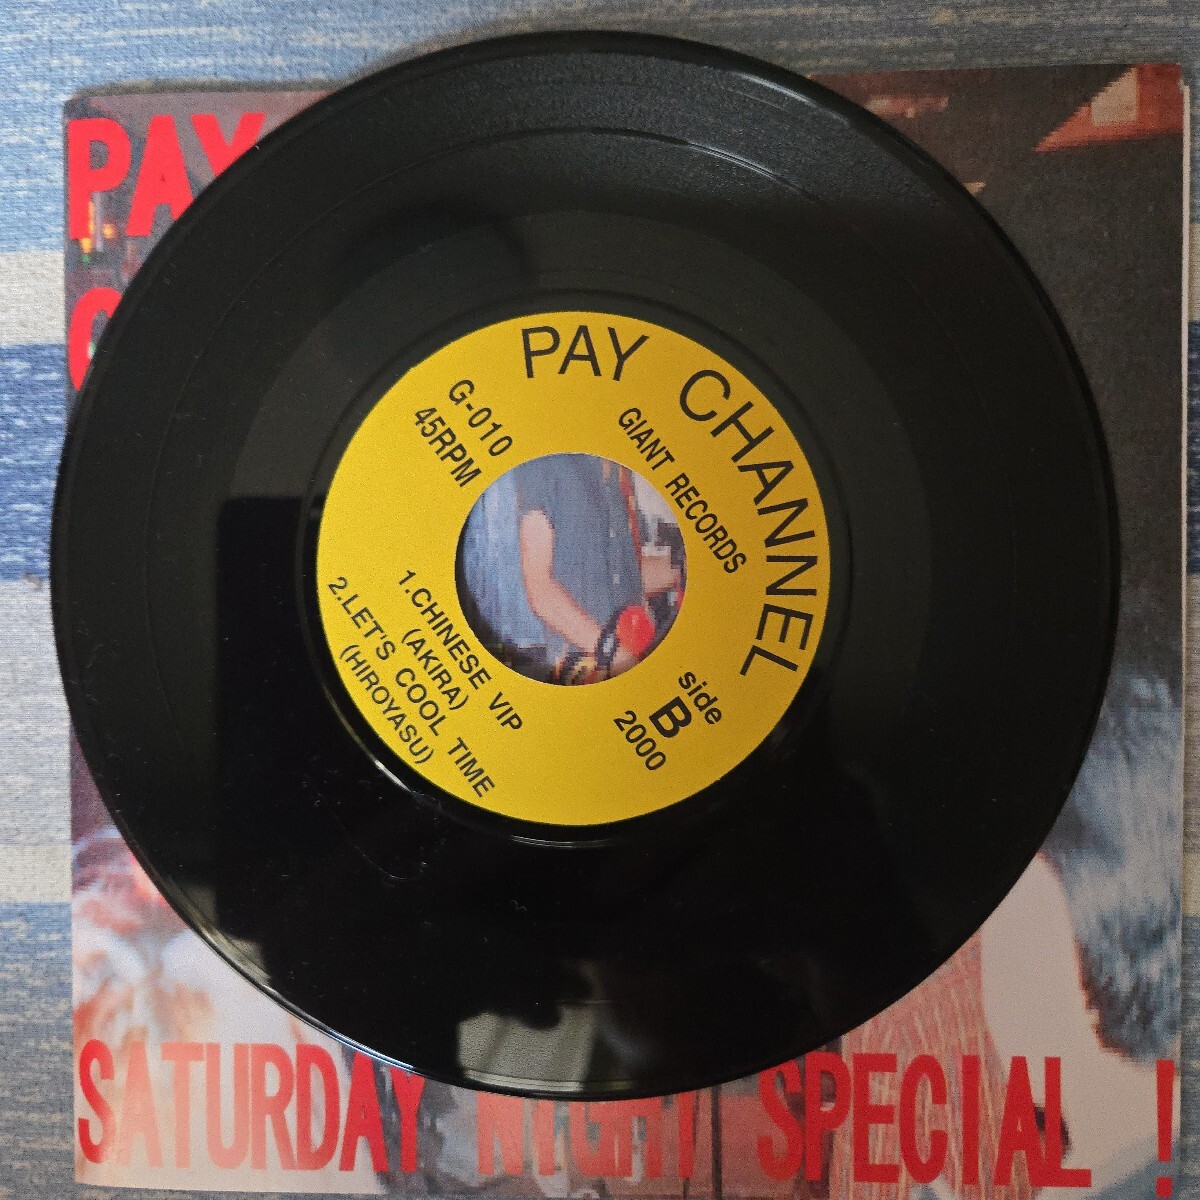 PAY
SATURDAY NIGHT SPECIAL !
PAY CHANNEL
GIANT RECORDS
G-010
45RPM
side
B
2000
1.CHINESE VIP
(AKIRA)
2.LET'S COOL TIME
(HIROYASU)